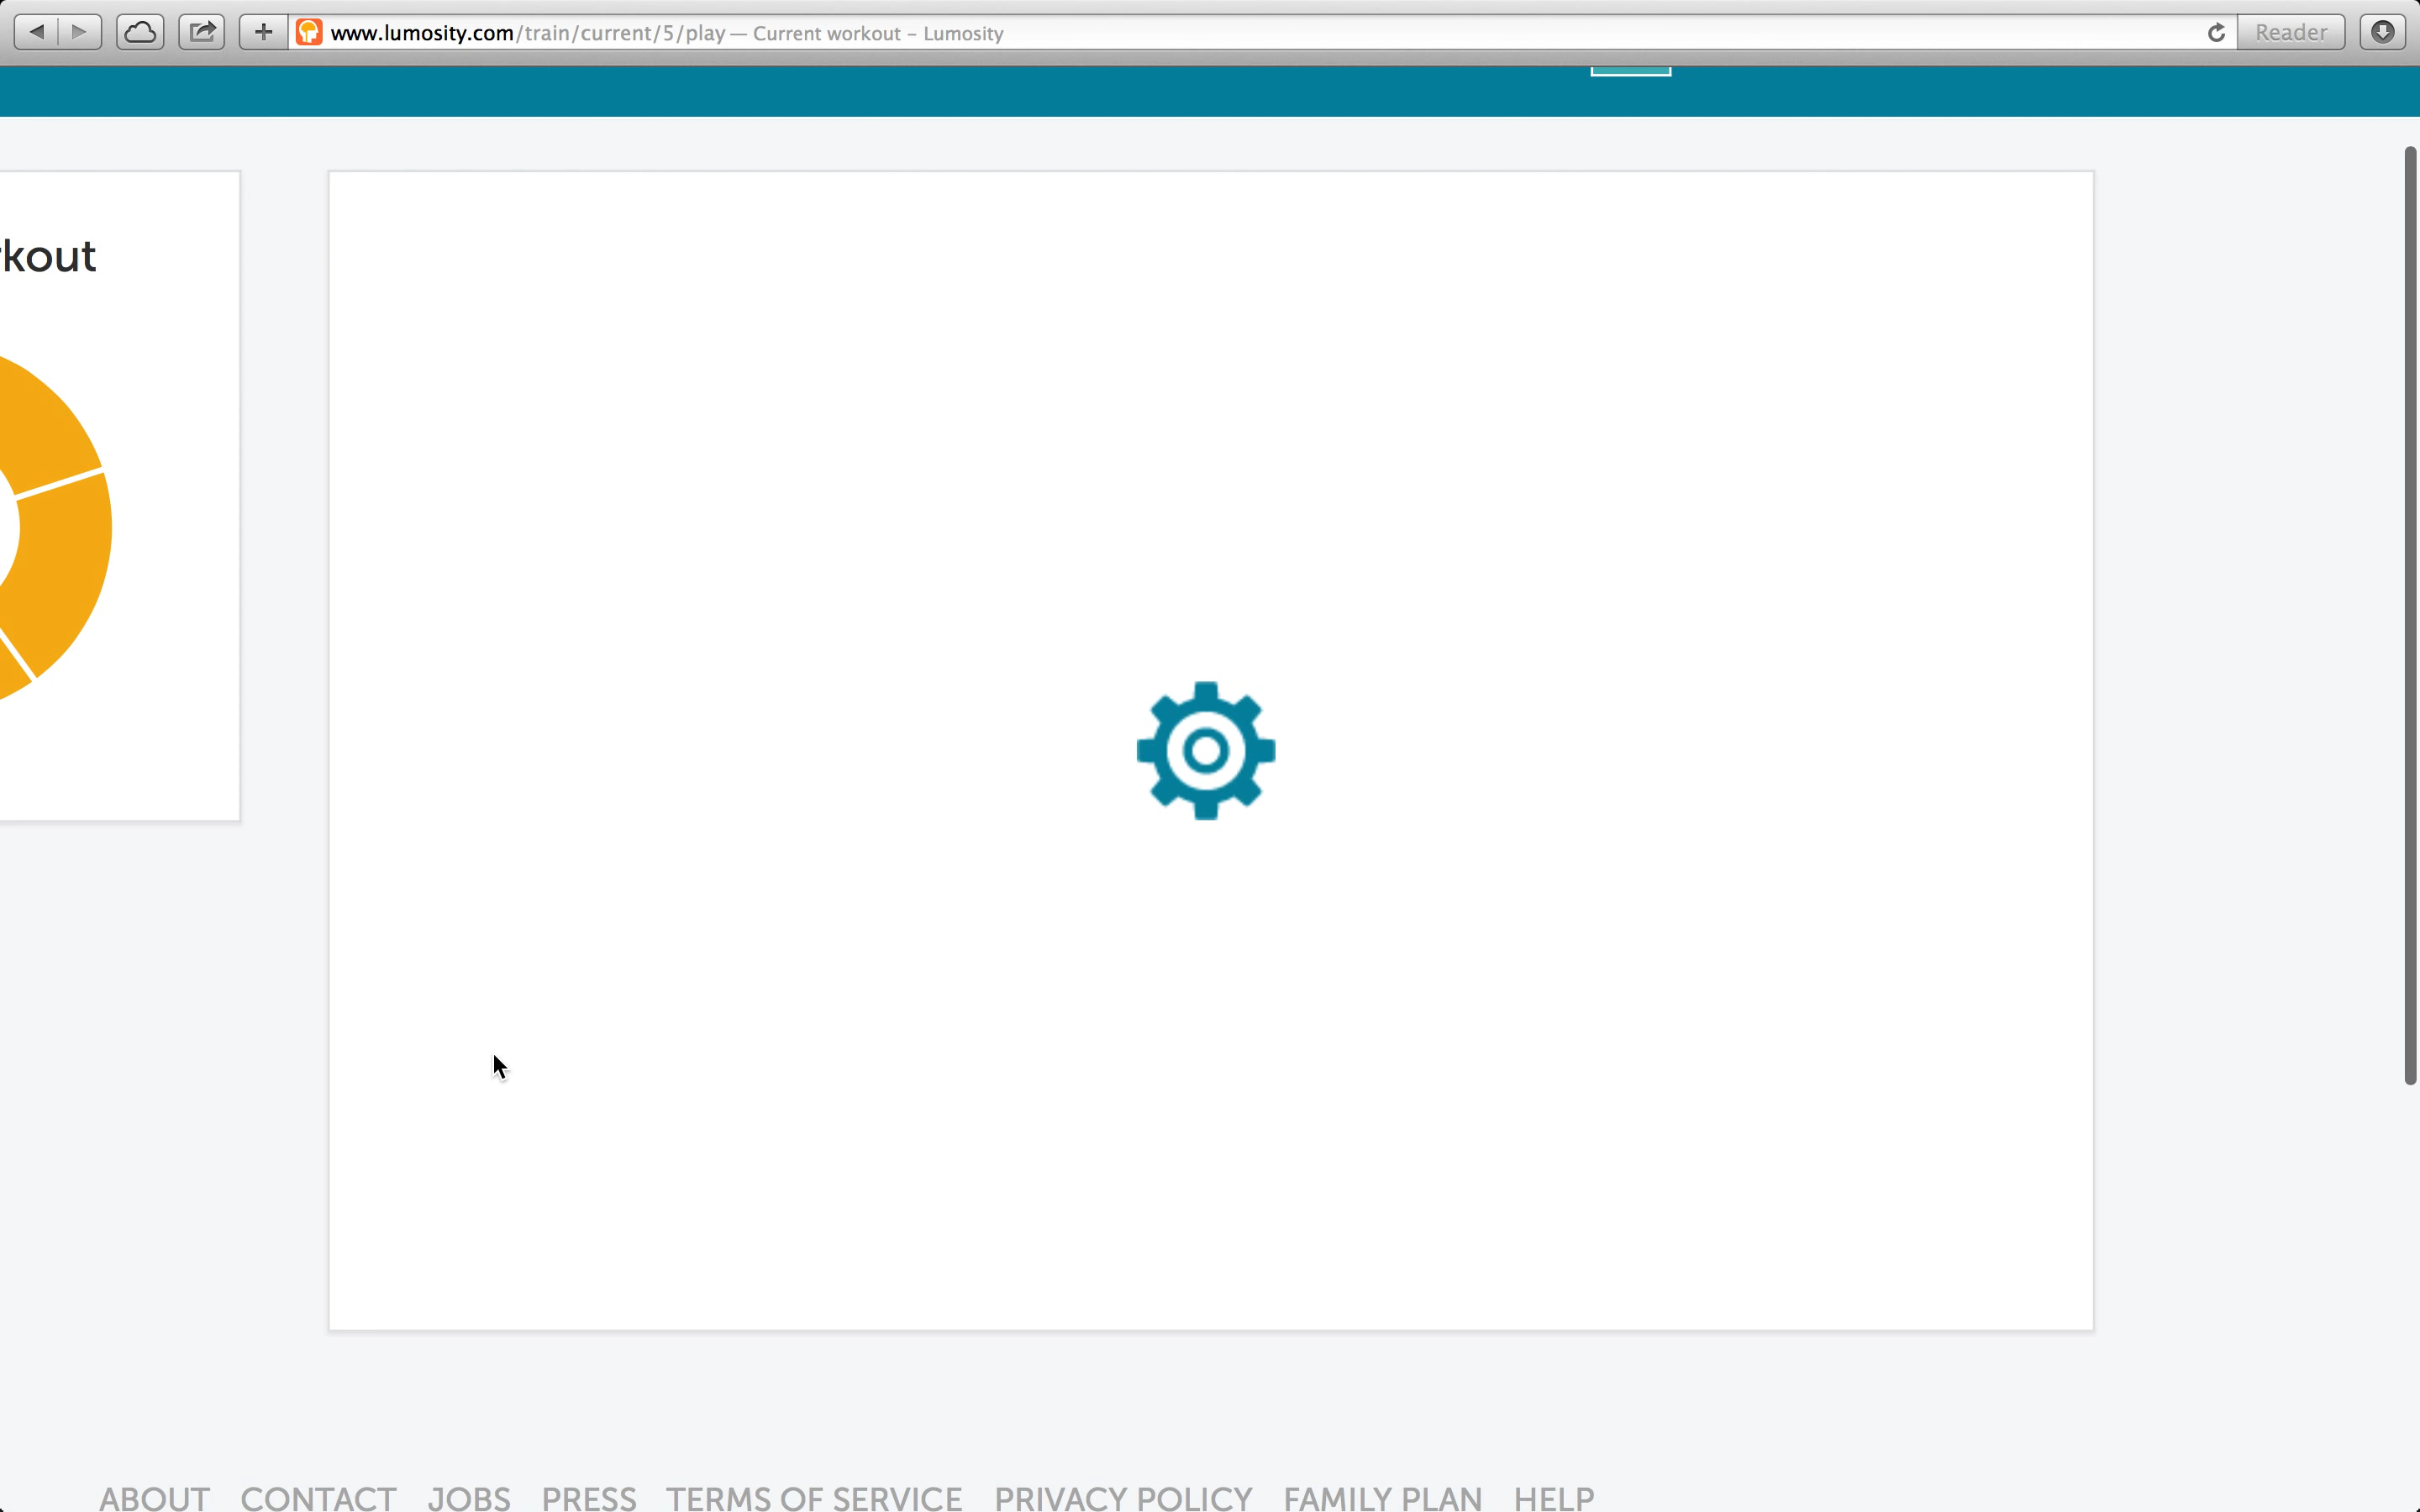 www.lumosity.com/train/current/5/play — Current workout – Lumosity
Reader
rkout
ABOUT CONTACT JOBS PRESS TERMS OF SERVICE PRIVACY POLICY FAMILY PLAN HELP